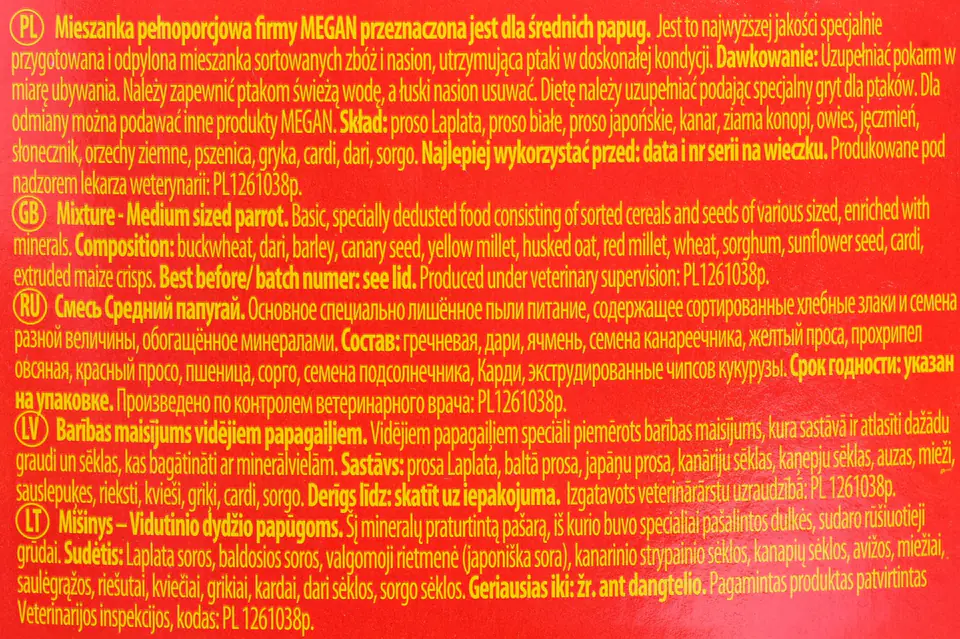 PL Mieszanka pełnoporcjowa firmy MEGAN przeznaczona jest dla średnich papug. Jest to najwyższej jakości specjalnie
przygotowana i odpylona mieszanka sortowanych zbóż i nasion, utrzymująca ptaki w doskonałej kondycji. Dawkowanie: Uzupełniać pokarm w
miarę ubywania. Należy zapewnić ptakom świeżą wodę, a łuski nasion usuwać. Dietę należy uzupełniać podając specjalny gryt dla ptaków. Dla
odmiany można podawać inne produkty MEGAN. Skład: proso Laplata, proso białe, proso japońskie, kanar, ziarna konopi, owies, jęczmień,
słonecznik, orzechy ziemne, pszenica, gryka, cardi, dari, sorgo. Najlepiej wykorzystać przed: data i nr serii na wieczku. Produkowane pod
nadzorem lekarza weterynarii: PL1261038p.
GB Mixture - Medium sized parrot. Basic, specially dedusted food consisting of sorted cereals and seeds of various sized, enriched with
minerals. Composition: buckwheat, dari, barley, canary seed, yellow millet, husked oat, red millet, wheat, sorghum, sunflower seed, cardi,
extruded maize crisps. Best before/ batch numer: see lid. Produced under veterinary supervision: PL1261038p.
RU Смесь Средний папугай. Основное специально лишённое пыли питание, содержащее сортированные хлебные злаки и семена
разной величины, обогащённое минералами. Состав: гречневая, дари, ячмень, семена канареечника, желтый проса, прохрипел
овсяная, красный просо, пшеница, сорго, семена подсолнечника, Карди, экструдированные чипсов кукурузы. Срок годности: указан
на упаковке. Произведено по контролем ветеринарного врача: PL1261038p.
LV Barības maisījums vidējiem papagaiļiem. Vidējiem papagaiļiem speciāli piemērots barības maisījums, kura sastāvā ir atlasīti dažādu
graudi un sēklas, kas bagātināti ar minerālvielām. Sastāvs: prosa Laplata, baltā prosa, japāņu prosa, kanāriju sēklas, kaņepju sēklas, auzas, mieži,
sauslepuķes, rieksti, kvieši, griķi, cardi, sorgo. Derīgs līdz: skatīt uz iepakojuma. Izgatavots veterinārārstu uzraudzībā: PL 1261038p.
LT Mišinys – Vidutinio dydžio papūgoms. Šį mineralų praturtintą pašarą, iš kurio buvo specialiai pašalintos dulkės, sudaro rūšiuotieji
grūdai. Sudėtis: Laplata soros, baldosios soros, valgomoji rietmenė (japoniška sora), kanarinio strypainio sėklos, kanapių sėklos, avižos, miežiai,
saulėgrąžos, riešutai, kviečiai, grikiai, kardai, dari sėklos, sorgo sėklos. Geriausias iki: žr. ant dangtelio. Pagamintas produktas patvirtintas
Veterinarijos inspekcijos, kodas: PL 1261038p.